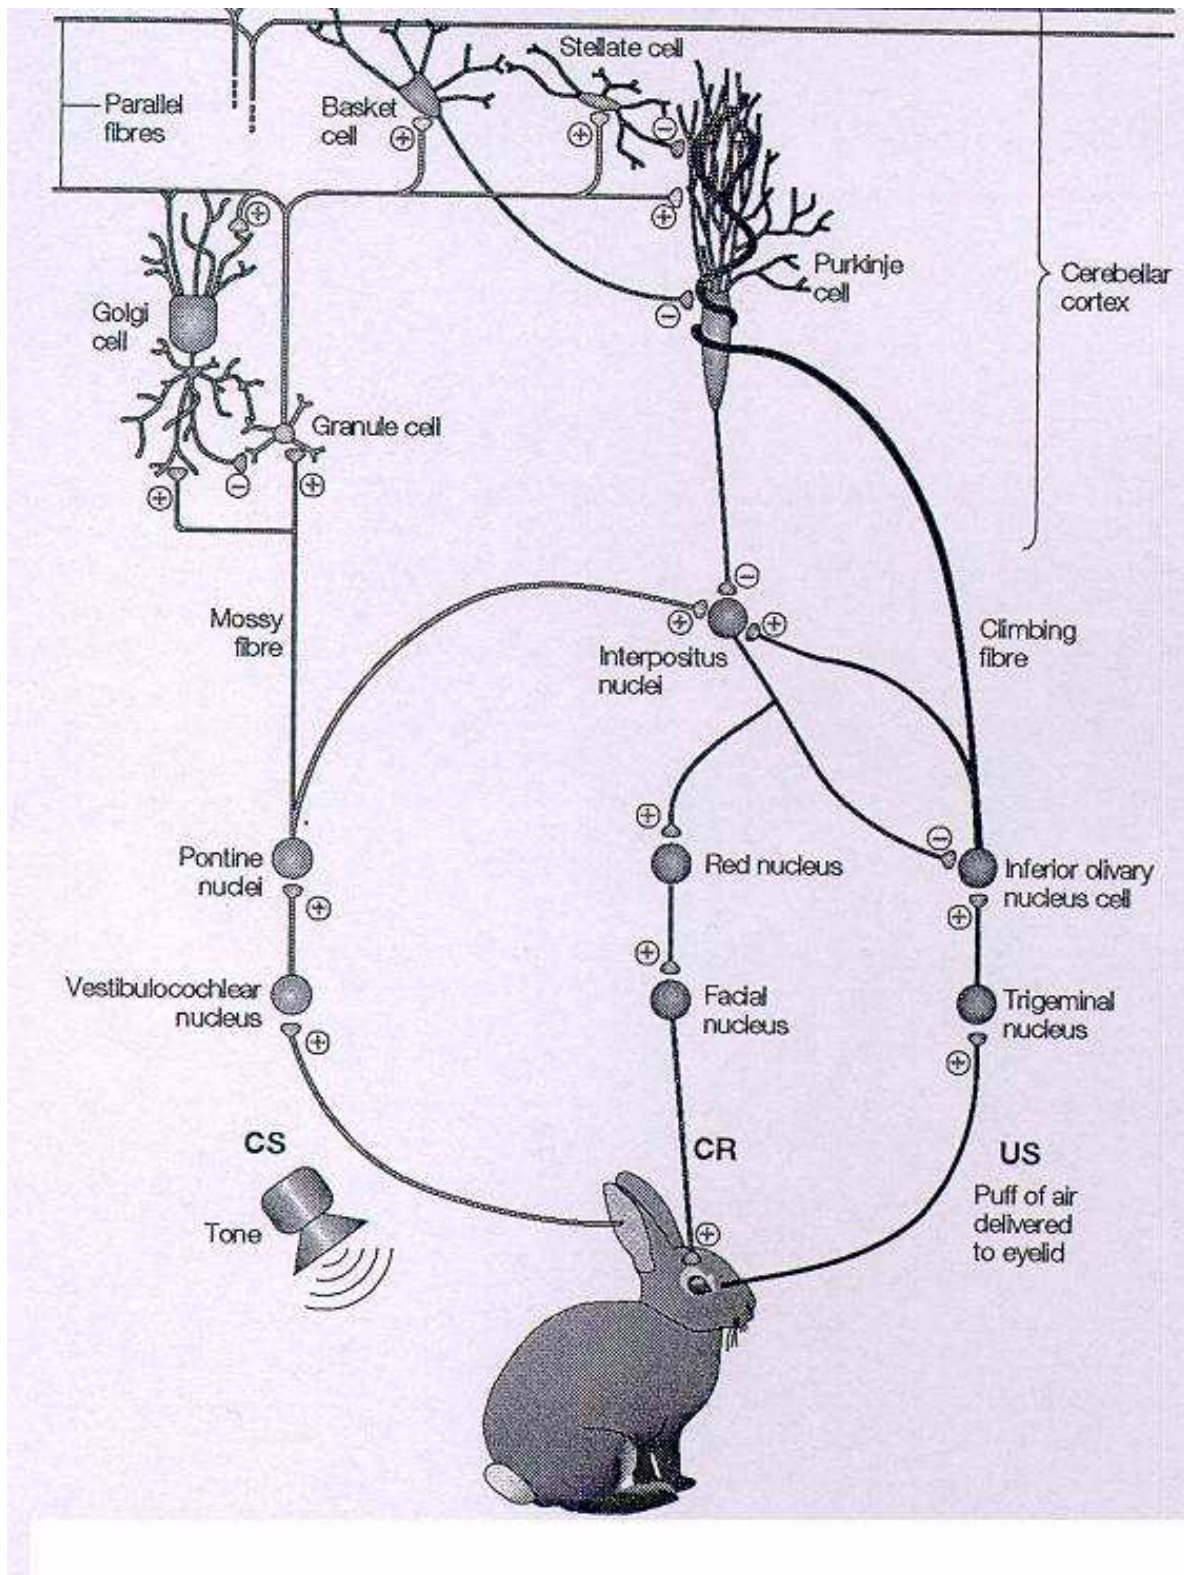 Stellate cell
Parallel
fibres
Basket
cell
+
+
−
+
+
Purkinje
cell
Cerebellar
cortex
Golgi
cell
−
Granule cell
+
−
+
−
Mossy
fibre
+
+
Climbing
fibre
Interpositus
nuclei
+
−
Pontine
nuclei
Red nucleus
Inferior olivary
nucleus cell
+
+
+
Vestibulocochlear
nucleus
Facial
nucleus
Trigeminal
nucleus
+
+
CS
CR
US
Puff of air
delivered
to eyelid
Tone
+